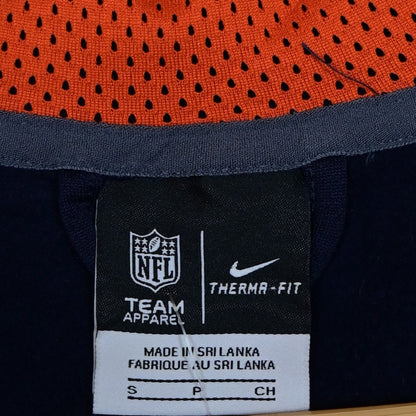 NFL
TEAM
APPAREL
THERMA-FIT
MADE IN SRI LANKA
FABRIQUE AU SRI LANKA
S P CH